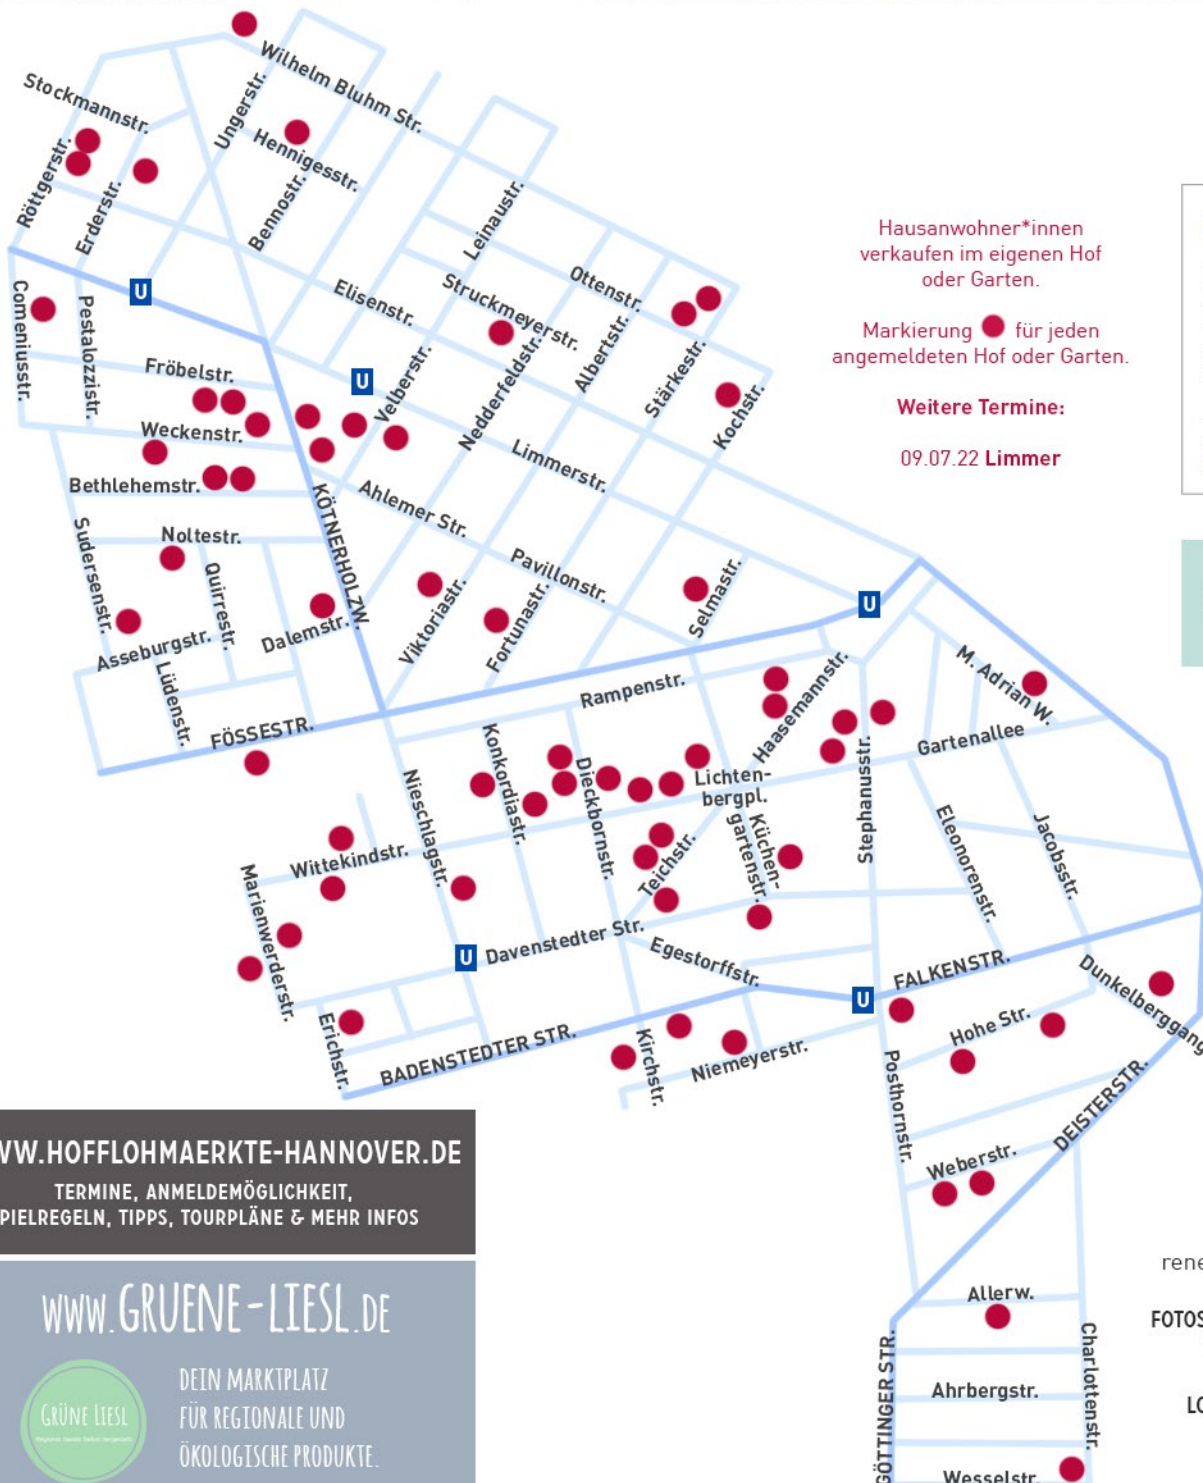 Wilhelm Bluhm Str.
Stockmannstr.
Ungerstr.
Hennigesstr.
Röttgerstr.
Erderstr.
Bennostr.
Leinaustr.
Hausanwohner*innen
verkaufen im eigenen Hof
oder Garten.
Markierung für jeden
angemeldeten Hof oder Garten.
Weitere Termine:
09.07.22 Limmer
U
Comeniusstr.
Pestalozzistr.
Elisenstr.
Struckmeyerstr.
Ottenstr.
Albertstr.
Stärkestr.
Kochstr.
Fröbelstr.
U
Velberstr.
Nedderfeldstr.
Weckenstr.
Limmerstr.
Bethlehemstr.
KÖTNERHOLZW.
Ahlemer Str.
Sudersenstr.
Noltestr.
Quirrestr.
Pavillonstr.
Selmastr.
U
Viktoriastr.
Fortunastr.
Dalemstr.
Asseburgstr.
Lüdenstr.
FÖSSESTR.
Rampenstr.
Haasemannstr.
M. Adrian W.
Gartenallee
Konkordiastr.
Dieckbornstr.
Nieschlagstr.
Lichten-
bergpl.
Küchen-
gartenstr.
Stephanusstr.
Eleonorenstr.
Jacobsstr.
Wittekindstr.
Teichstr.
Marienwerderstr.
U
Davenstedter Str.
Egestorffstr.
U
FALKENSTR.
Dunkelberggang
Erichstr.
BADENSTEDTER STR.
Kirchstr.
Niemeyerstr.
Hohe Str.
Posthornstr.
DEISTERSTR.
Weberstr.
WW.HOFFLOHMAERKTE-HANNOVER.DE
TERMINE, ANMELDEMÖGLICHKEIT,
PIELREGELN, TIPPS, TOURPLÄNE & MEHR INFOS
WWW.GRUENE-LIESL.DE
GRÜNE LIESL
DEIN MARKTPLATZ
FÜR REGIONALE UND
ÖKOLOGISCHE PRODUKTE.
rene
Allerw.
FOTOS
GÖTTINGER STR.
Charlottenstr.
Ahrbergstr.
LO
Wesselstr.